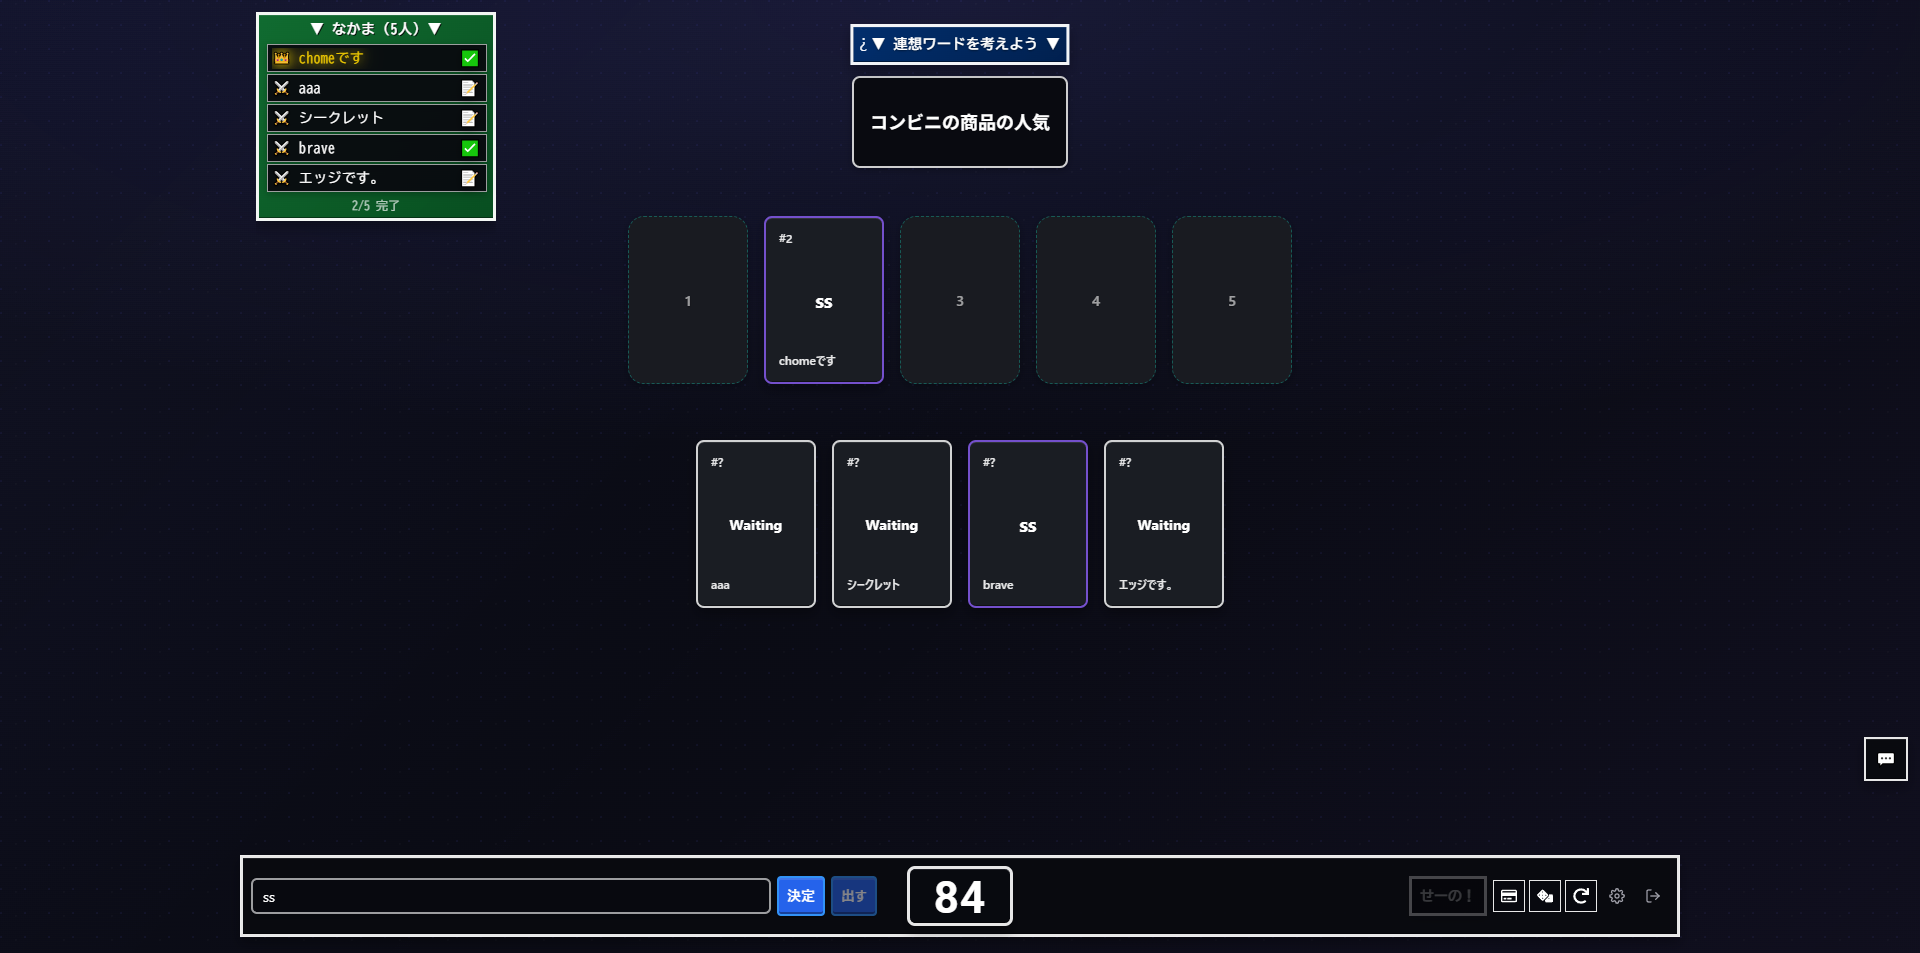 ▼ なかま（5人）▼
chomeです
aaa
シークレット
brave
エッジです。
2/5 完了
¿ ▼ 連想ワードを考えよう ▼
コンビニの商品の人気
1
#2
ss
chomeです
3
4
5
#?
Waiting
aaa
#?
Waiting
シークレット
#?
ss
brave
#?
Waiting
エッジです。
ss
決定
出す
84
せーの！